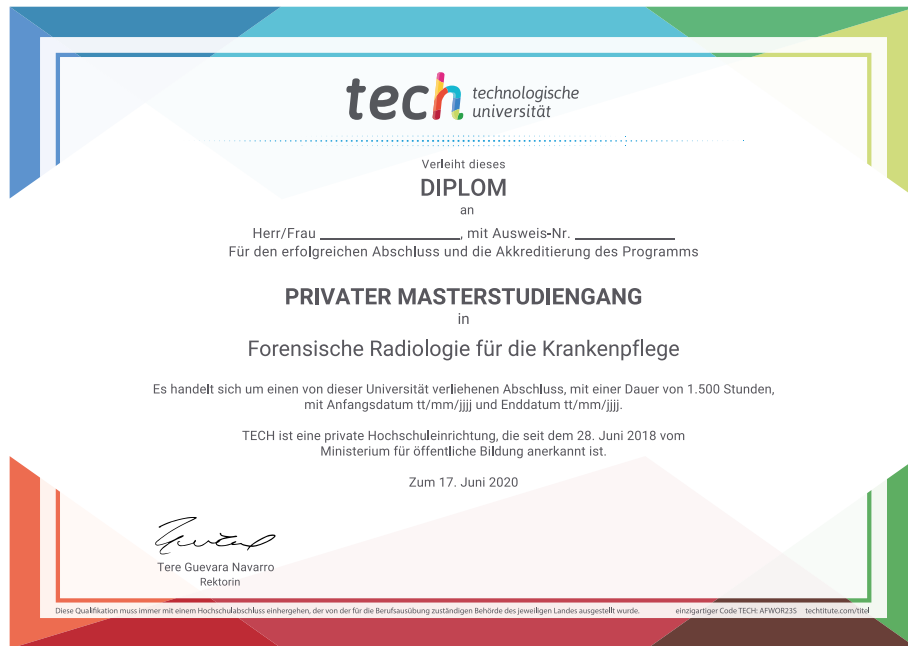 tech technologische
universität
Verleiht dieses
DIPLOM
an
Herr/Frau ____________________, mit Ausweis-Nr. ______________
Für den erfolgreichen Abschluss und die Akkreditierung des Programms
PRIVATER MASTERSTUDIENGANG
in
Forensische Radiologie für die Krankenpflege
Es handelt sich um einen von dieser Universität verliehenen Abschluss, mit einer Dauer von 1.500 Stunden,
mit Anfangsdatum tt/mm/jjjj und Enddatum tt/mm/jjjj.
TECH ist eine private Hochschuleinrichtung, die seit dem 28. Juni 2018 vom
Ministerium für öffentliche Bildung anerkannt ist.
Zum 17. Juni 2020
Tere Guevara Navarro
Rektorin
Diese Qualifikation muss immer mit einem Hochschulabschluss einhergehen, der von der für die Berufsausübung zuständigen Behörde des jeweiligen Landes ausgestellt wurde. einzigartiger Code TECH: AFWOR23S techtitute.com/titel